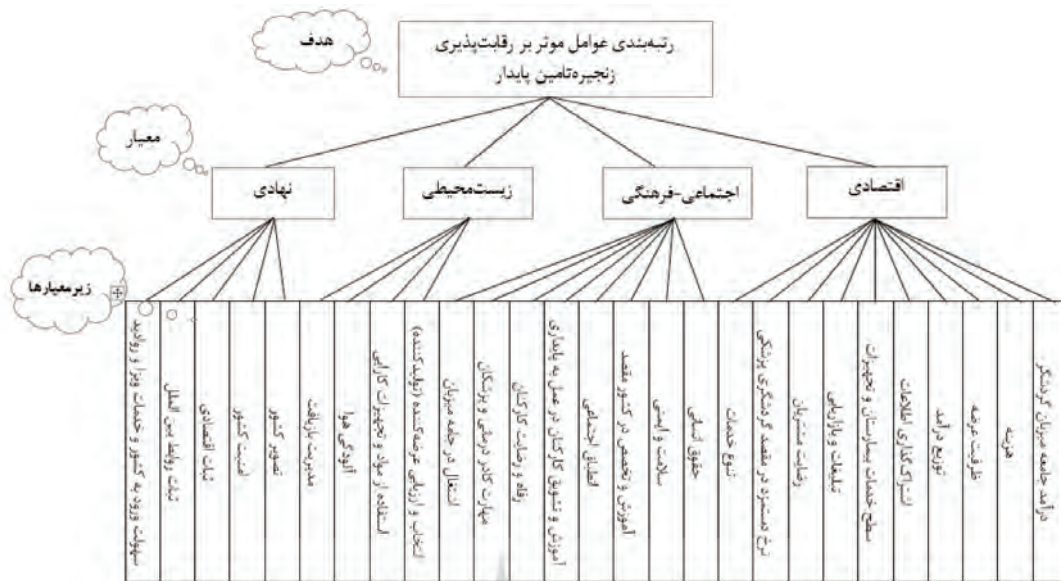 هدف
رتبه‌بندی عوامل موثر بر رقابت‌پذیری
زنجیره‌تامین پایدار
معیار
اقتصادی
اجتماعی-فرهنگی
زیست‌محیطی
نهادی
زیرمعیارها
درآمد جامعه میزبان گردشگر
هزینه
ظرفیت عرضه
توزیع درآمد
اشتراک‌گذاری اطلاعات
سطح خدمات بیمارستان و تجهیزات
تبلیغات و بازاریابی
رضایت مشتریان
نرخ دستمزد در مقصد گردشگری پزشکی
تنوع خدمات
حقوق انسانی
سلامت و ایمنی
آموزش و تخصص در کشور مقصد
انطباق اجتماعی
آموزش و تشویق کارکنان در عمل به پایداری
رفاه و رضایت کارکنان
مهارت کادر درمانی و پزشکان
اشتغال در جامه میزبان
انتخاب و ارزیابی عرضه‌کننده (تولیدکننده)
استفاده از مواد و تجهیزات کارایی
آلودگی هوا
مدیریت بازیافت
تصویر کشور
امنیت کشور
ثبات اقتصادی
ثبات روابط بین الملل
سهولت ورود به کشور و خدمات ویزا و روادید